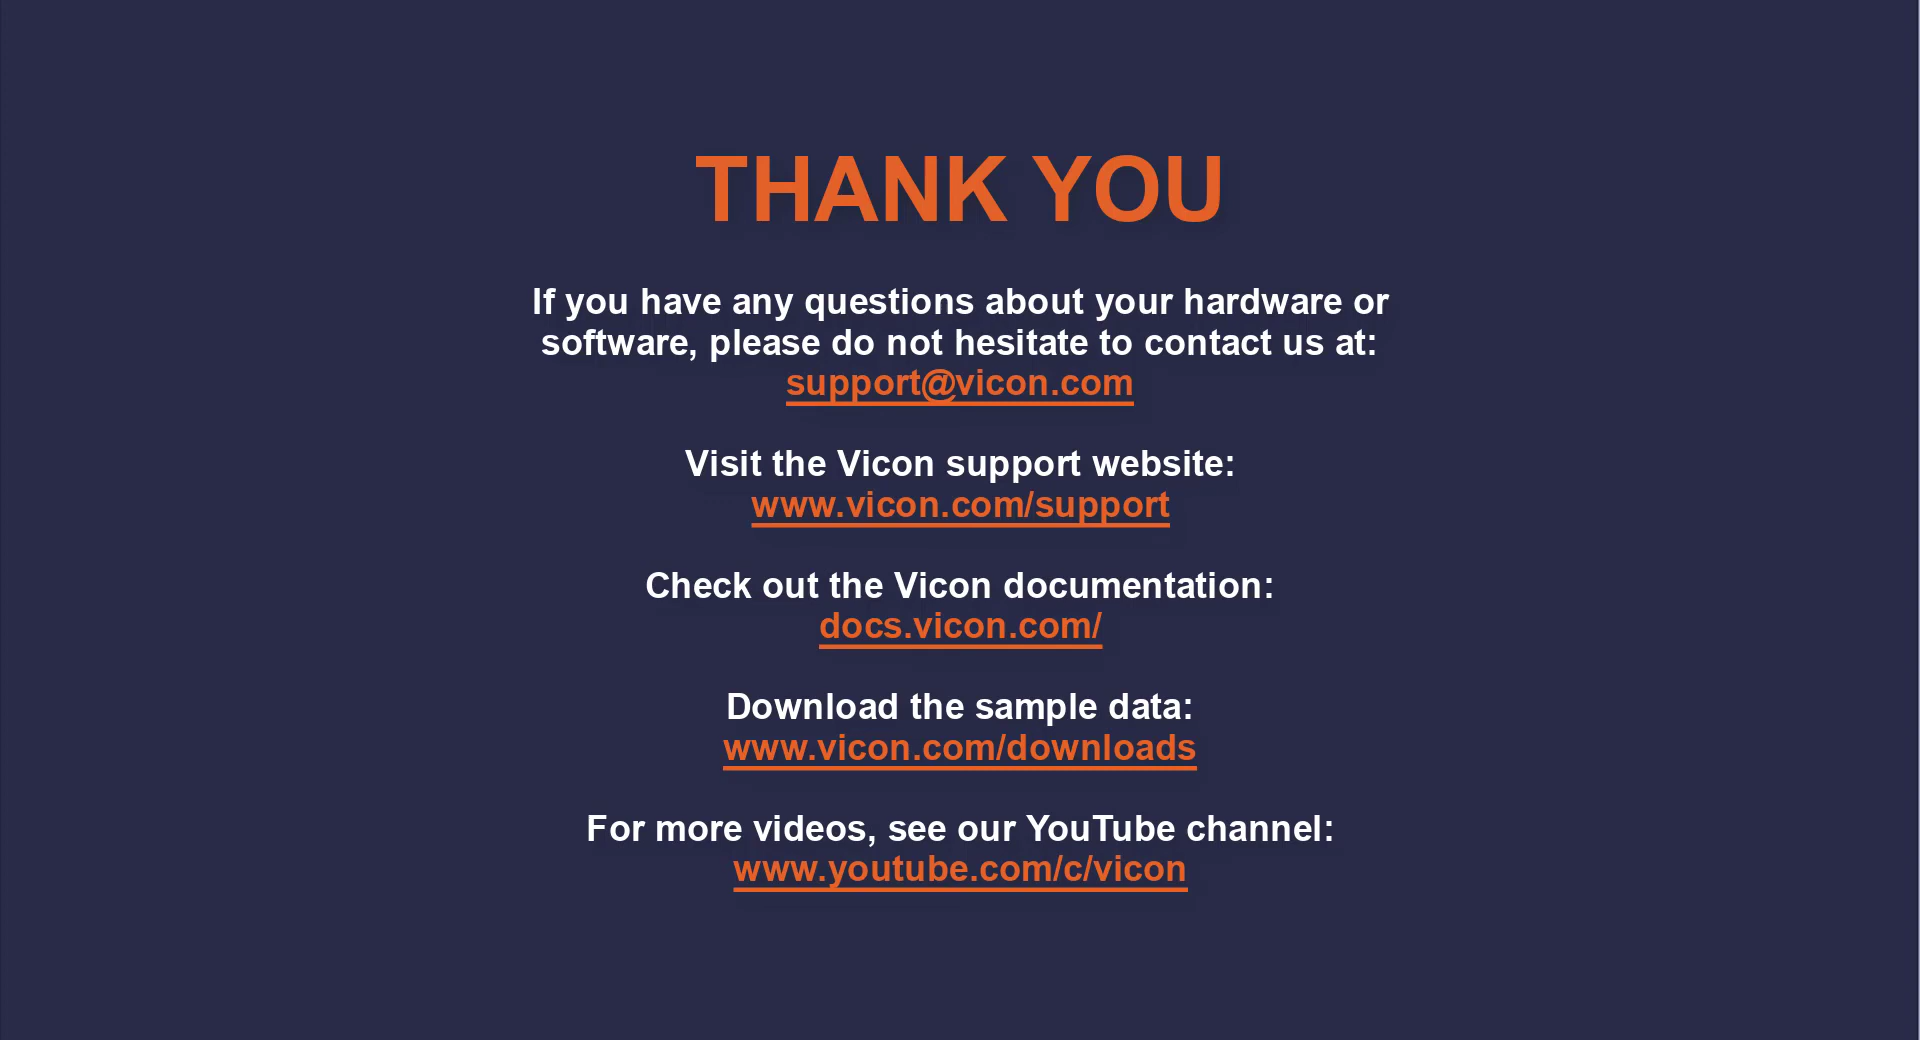 THANK YOU
If you have any questions about your hardware or
software, please do not hesitate to contact us at:
support@vicon.com
Visit the Vicon support website:
www.vicon.com/support
Check out the Vicon documentation:
docs.vicon.com/
Download the sample data:
www.vicon.com/downloads
For more videos, see our YouTube channel:
www.youtube.com/c/vicon